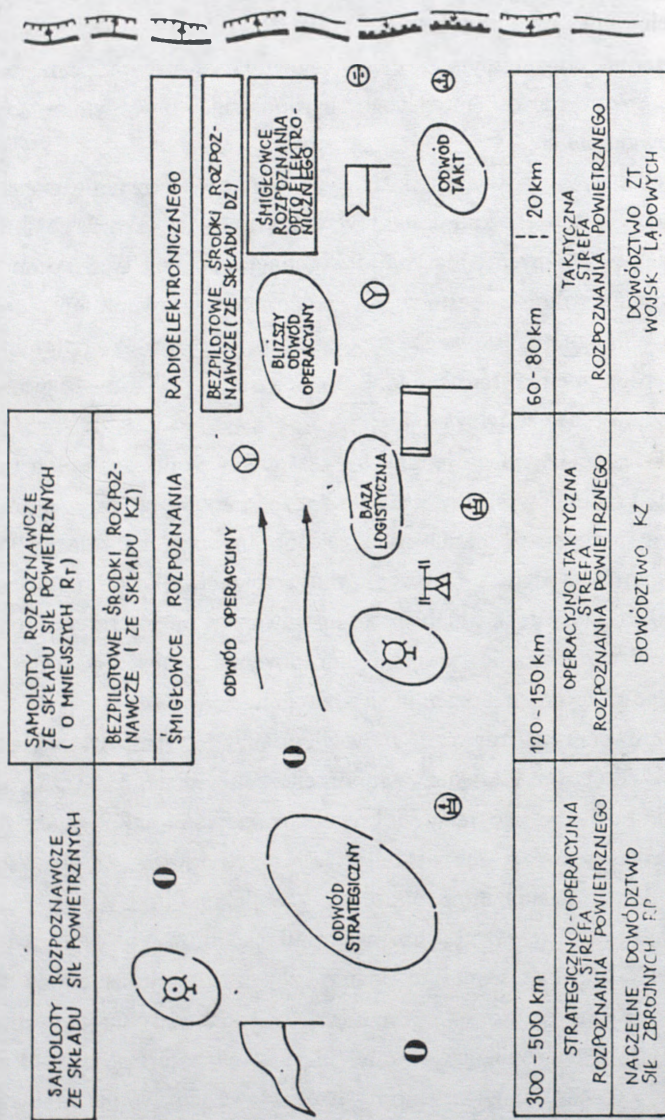 SAMOLOTY ROZPOZNAWCZE
ZE SKŁADU SIŁ POWIETRZNYCH
SAMOLOTY ROZPOZNAWCZE
ZE SKŁADU SIŁ POWIETRZNYCH
( O MNIEJSZYCH Rt)
BEZPILOTOWE ŚRODKI ROZPOZ-
NAWCZE ( ZE SKŁADU KZ)
ŚMIGŁOWCE ROZPOZNANIA RADIOELEKTRONICZNEGO
BEZPILOTOWE ŚRODKI ROZPOZ-
NAWCZE ( ZE SKŁADU DZ)
ŚMIGŁOWCE
ROZPOZNANIA
OPTOELEKTRO-
NICZNEGO
ODWÓD OPERACYJNY
BLIŻSZY
ODWÓD
OPERACYJNY
ODWÓD
STRATEGICZNY
BAZA
LOGISTYCZNA
ODWÓD
TAKT
300 - 500 km
STRATEGICZNO-OPERACYJNA
STREFA
ROZPOZNANIA POWIETRZNEGO
NACZELNE DOWÓDZTWO
SIŁ ZBROJNYCH RP
120 - 150 km
OPERACYJNO-TAKTYCZNA
STREFA
ROZPOZNANIA POWIETRZNEGO
DOWÓDZTWO KZ
60 - 80 km
20 km
TAKTYCZNA
STREFA
ROZPOZNANIA POWIETRZNEGO
DOWÓDZTWO ZT
WOJSK LĄDOWYCH